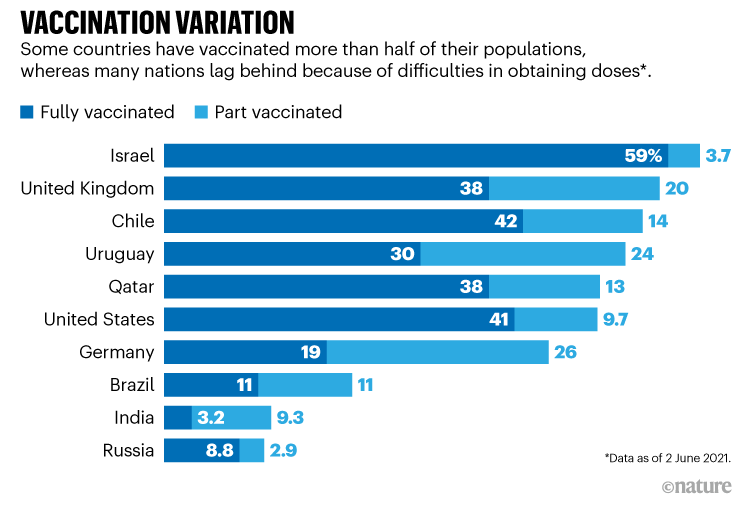 VACCINATION VARIATION
Some countries have vaccinated more than half of their populations,
whereas many nations lag behind because of difficulties in obtaining doses*.
Fully vaccinated Part vaccinated
Israel 59% 3.7
United Kingdom 38 20
Chile 42 14
Uruguay 30 24
Qatar 38 13
United States 41 9.7
Germany 19 26
Brazil 11 11
India 3.2 9.3
Russia 8.8 2.9
*Data as of 2 June 2021.
©nature